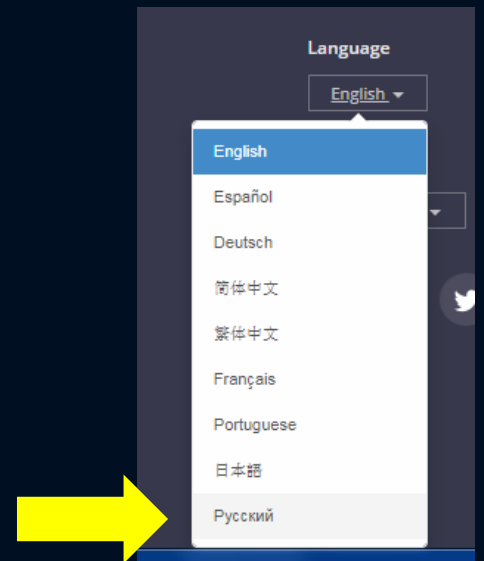 Language
English
English
Español
Deutsch
简体中文
繁体中文
Français
Portuguese
日本語
Русский